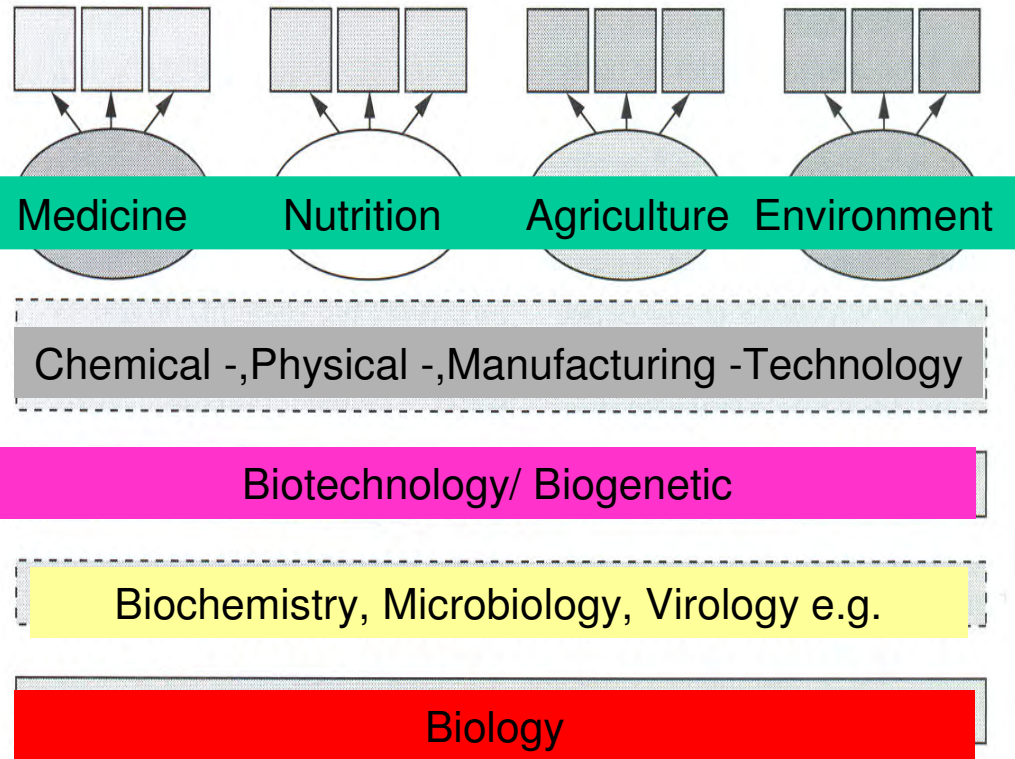 Medicine Nutrition Agriculture Environment
Chemical -,Physical -,Manufacturing -Technology
Biotechnology/ Biogenetic
Biochemistry, Microbiology, Virology e.g.
Biology